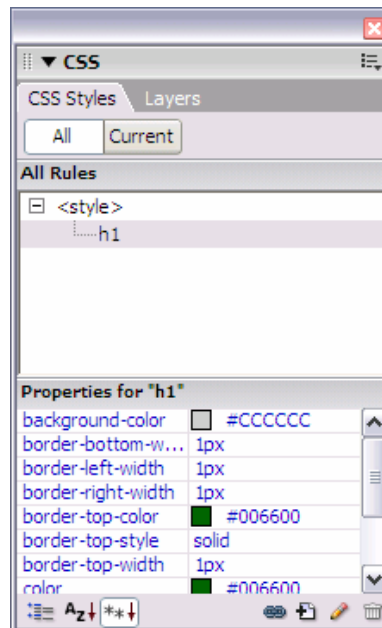 CSS
CSS Styles Layers
All Current
All Rules
<style>
h1
Properties for "h1"
background-color #CCCCCC
border-bottom-w... 1px
border-left-width 1px
border-right-width 1px
border-top-color #006600
border-top-style solid
border-top-width 1px
color #006600
Az **